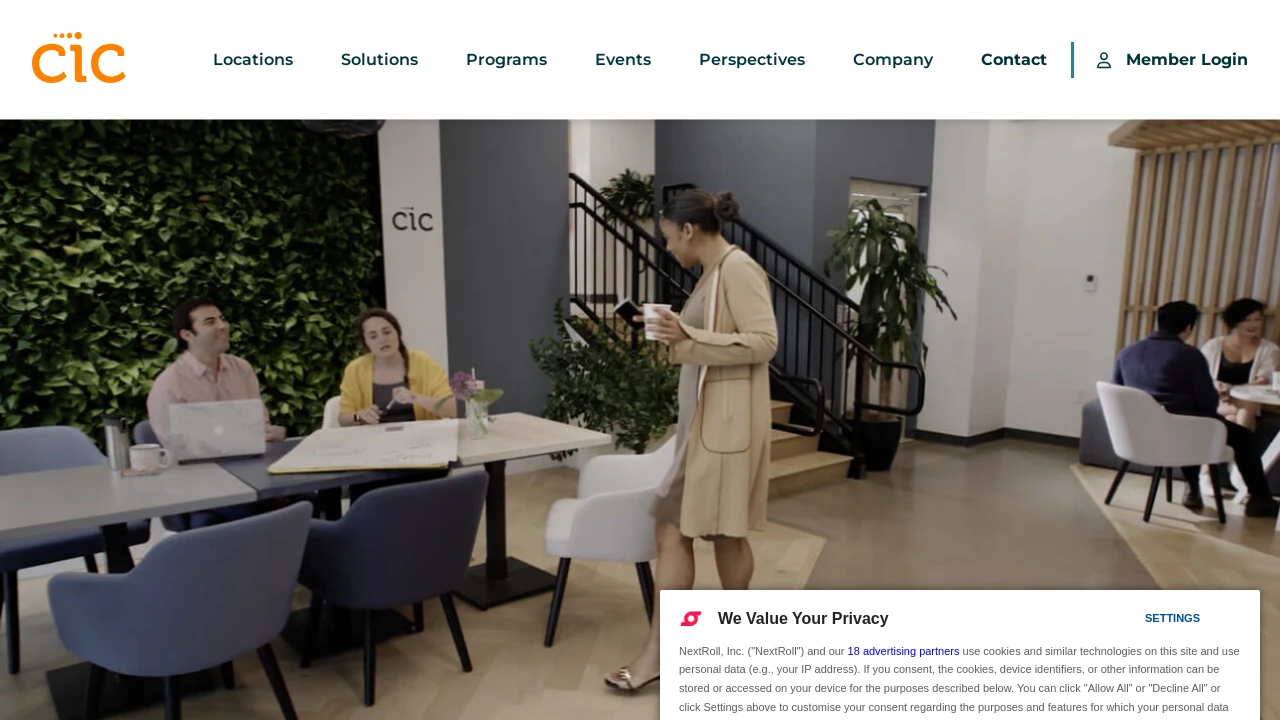 cic
Locations
Solutions
Programs
Events
Perspectives
Company
Contact
Member Login
cic
We Value Your Privacy
SETTINGS
NextRoll, Inc. ("NextRoll") and our 18 advertising partners use cookies and similar technologies on this site and use
personal data (e.g., your IP address). If you consent, the cookies, device identifiers, or other information can be
stored or accessed on your device for the purposes described below. You can click "Allow All" or "Decline All" or
click Settings above to customise your consent regarding the purposes and features for which your personal data